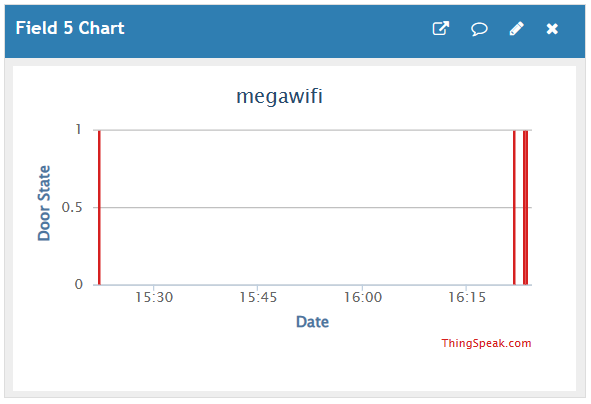 Field 5 Chart
megawifi
Door State
1
0.5
0
15:30 15:45 16:00 16:15
Date
ThingSpeak.com